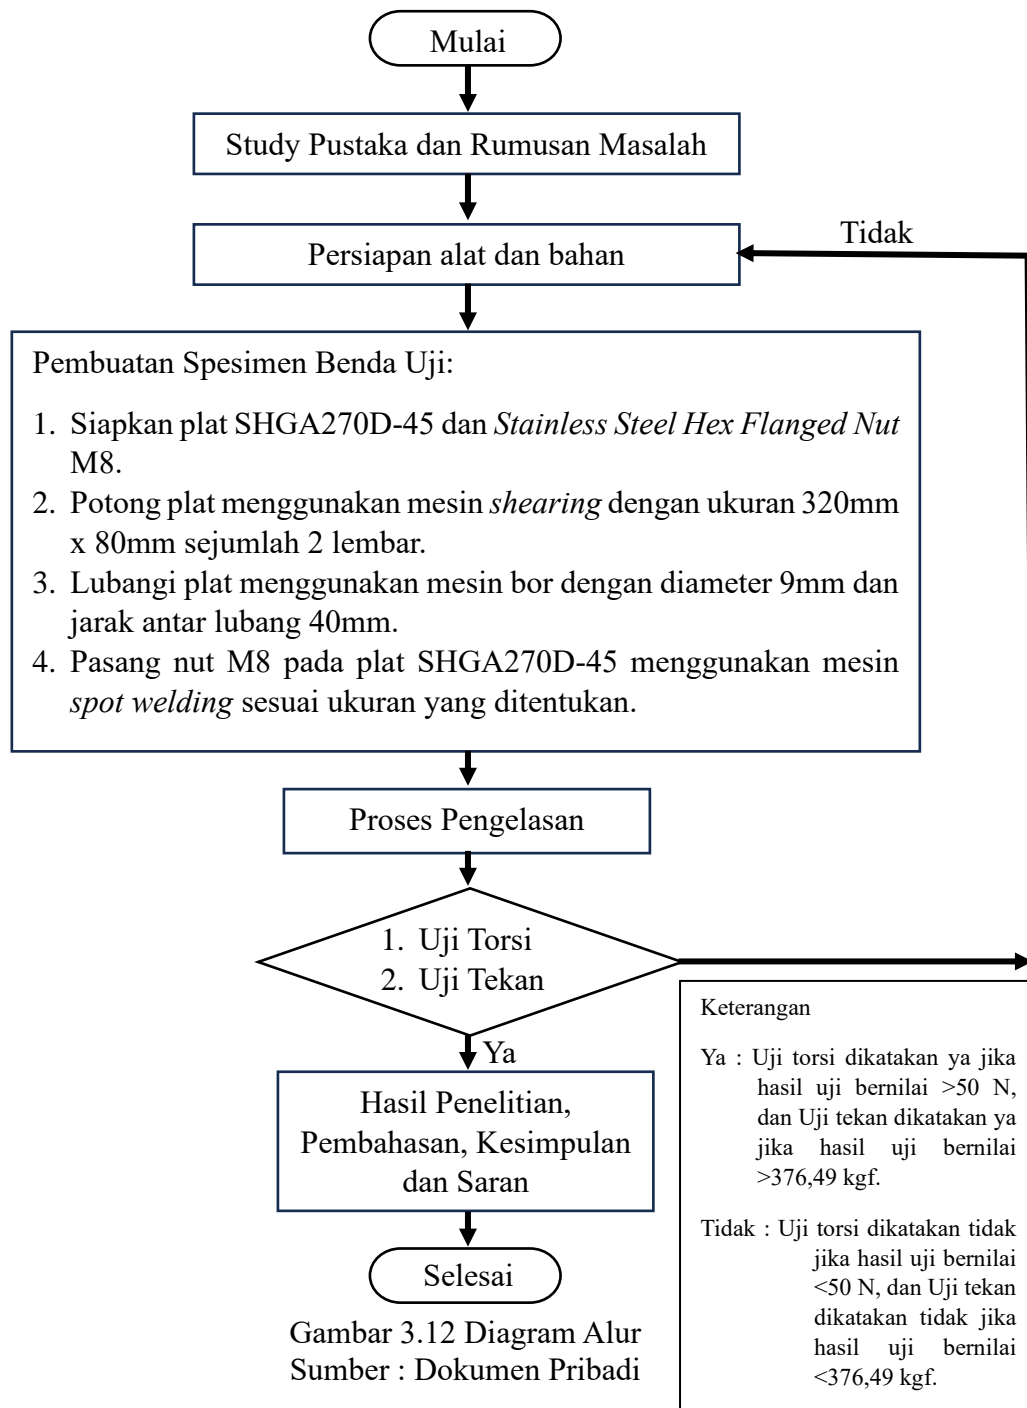 Mulai
Study Pustaka dan Rumusan Masalah
Persiapan alat dan bahan
Tidak
Pembuatan Spesimen Benda Uji:
1. Siapkan plat SHGA270D-45 dan Stainless Steel Hex Flanged Nut
M8.
2. Potong plat menggunakan mesin shearing dengan ukuran 320mm
x 80mm sejumlah 2 lembar.
3. Lubangi plat menggunakan mesin bor dengan diameter 9mm dan
jarak antar lubang 40mm.
4. Pasang nut M8 pada plat SHGA270D-45 menggunakan mesin
spot welding sesuai ukuran yang ditentukan.
Proses Pengelasan
1. Uji Torsi
2. Uji Tekan
Ya
Hasil Penelitian,
Pembahasan, Kesimpulan
dan Saran
Selesai
Gambar 3.12 Diagram Alur
Sumber : Dokumen Pribadi
Keterangan
Ya : Uji torsi dikatakan ya jika
hasil uji bernilai >50 N,
dan Uji tekan dikatakan ya
jika hasil uji bernilai
>376,49 kgf.
Tidak : Uji torsi dikatakan tidak
jika hasil uji bernilai
<50 N, dan Uji tekan
dikatakan tidak jika
hasil uji bernilai
<376,49 kgf.